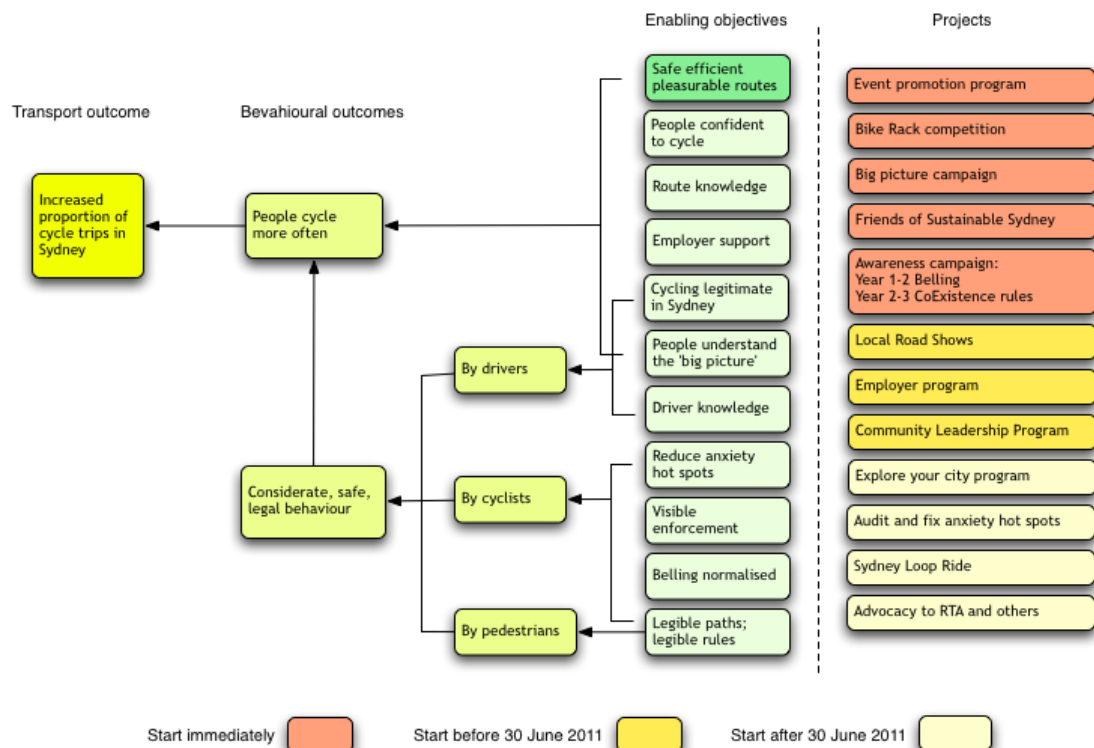 Enabling objectives
Projects
Transport outcome
Bevahioural outcomes
Increased
proportion of
cycle trips in
Sydney
People cycle
more often
Considerate, safe,
legal behaviour
By drivers
By cyclists
By pedestrians
Safe efficient
pleasurable routes
People confident
to cycle
Route knowledge
Employer support
Cycling legitimate
in Sydney
People understand
the 'big picture'
Driver knowledge
Reduce anxiety
hot spots
Visible
enforcement
Belling normalised
Legible paths;
legible rules
Event promotion program
Bike Rack competition
Big picture campaign
Friends of Sustainable Sydney
Awareness campaign:
Year 1-2 Belling
Year 2-3 CoExistence rules
Local Road Shows
Employer program
Community Leadership Program
Explore your city program
Audit and fix anxiety hot spots
Sydney Loop Ride
Advocacy to RTA and others
Start immediately
Start before 30 June 2011
Start after 30 June 2011